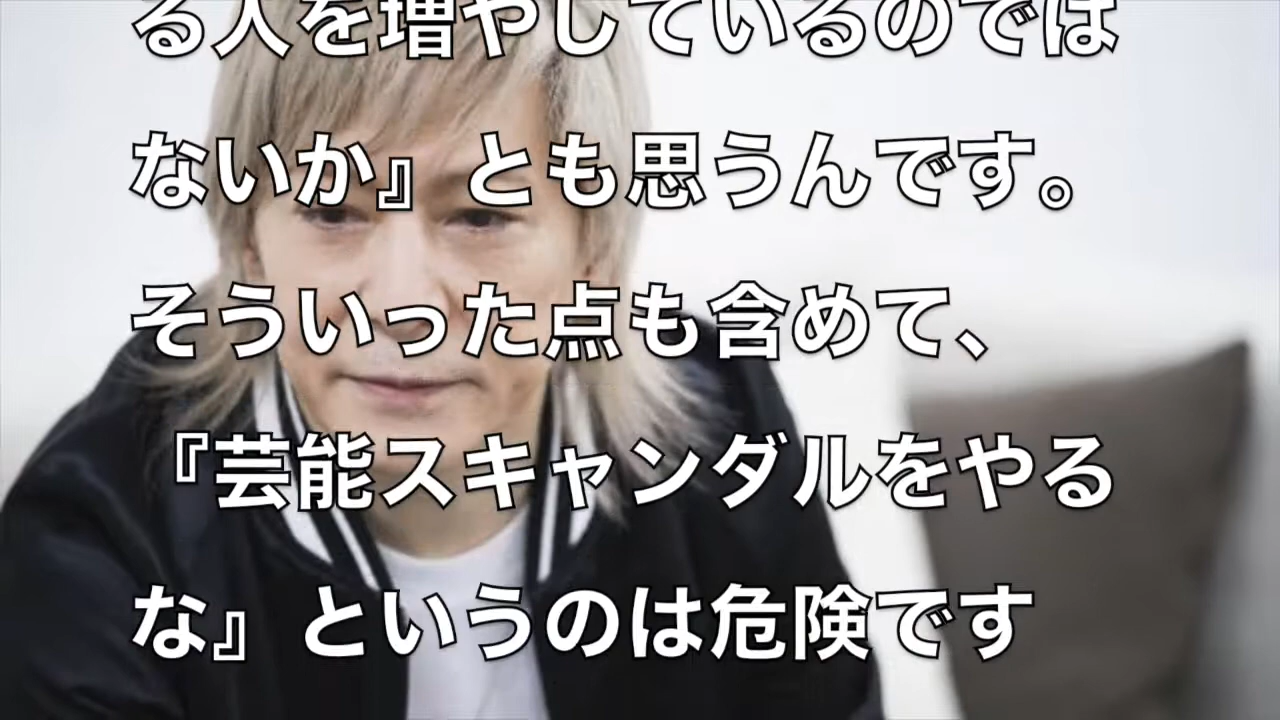 る人を増やしているのでは
ないか』とも思うんです。
そういった点も含めて、
『芸能スキャンダルをやる
な』というのは危険です